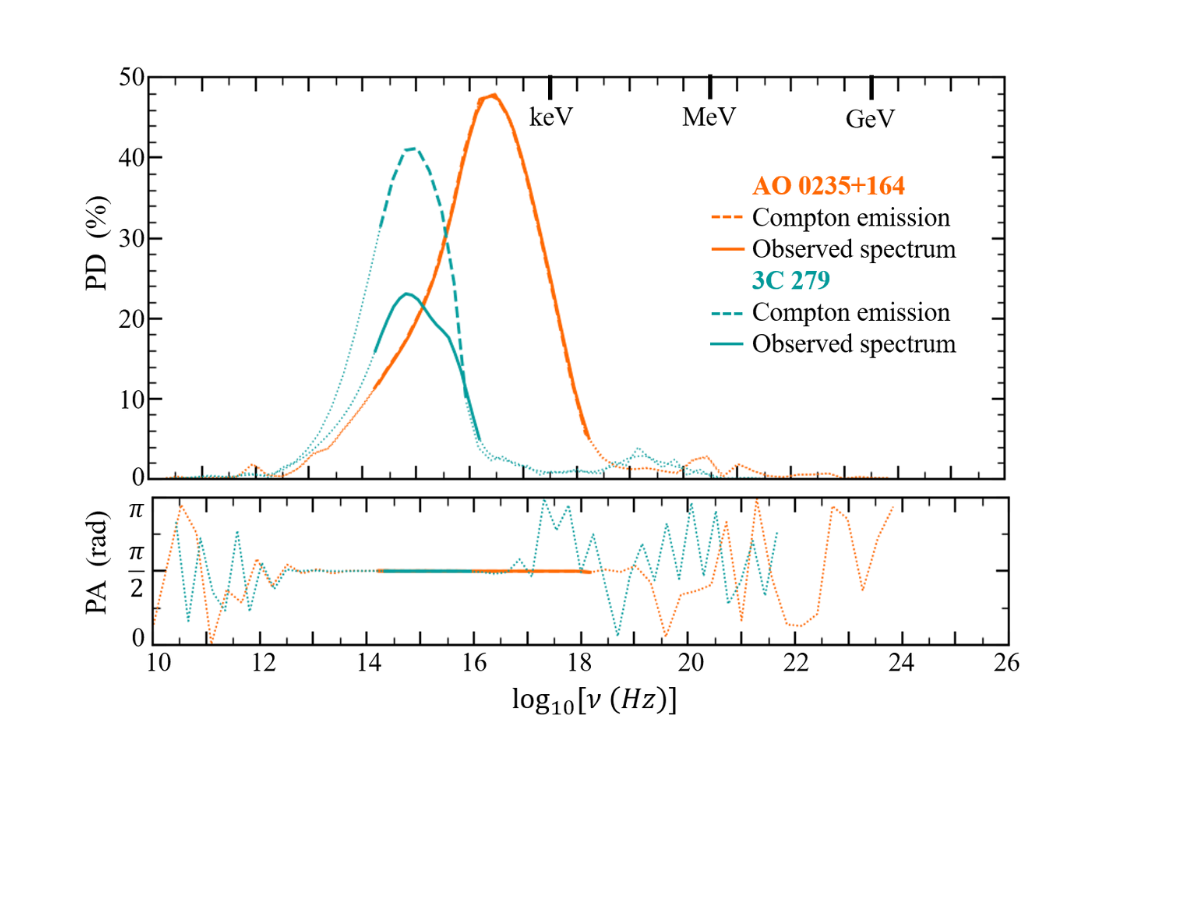 50
40
30
20
10
0
PD (%)
keV
MeV
GeV
AO 0235+164
Compton emission
Observed spectrum
3C 279
Compton emission
Observed spectrum
π
π
2
0
PA (rad)
10 12 14 16 18 20 22 24 26
log₁₀[ν (Hz)]